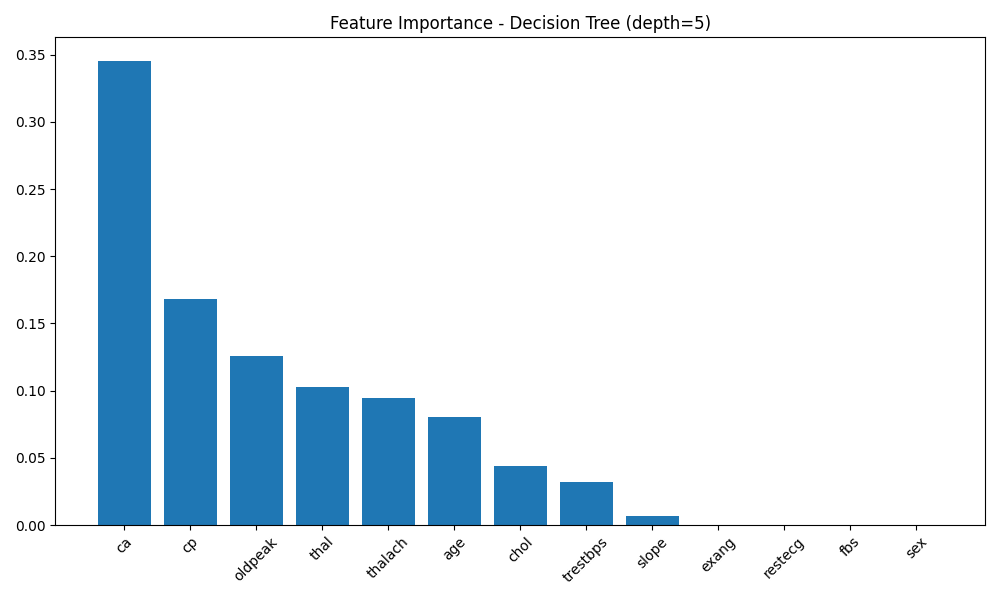 Feature Importance - Decision Tree (depth=5)
0.35
0.30
0.25
0.20
0.15
0.10
0.05
0.00
ca
cp
oldpeak
thal
thalach
age
chol
trestbps
slope
exang
restecg
fbs
sex